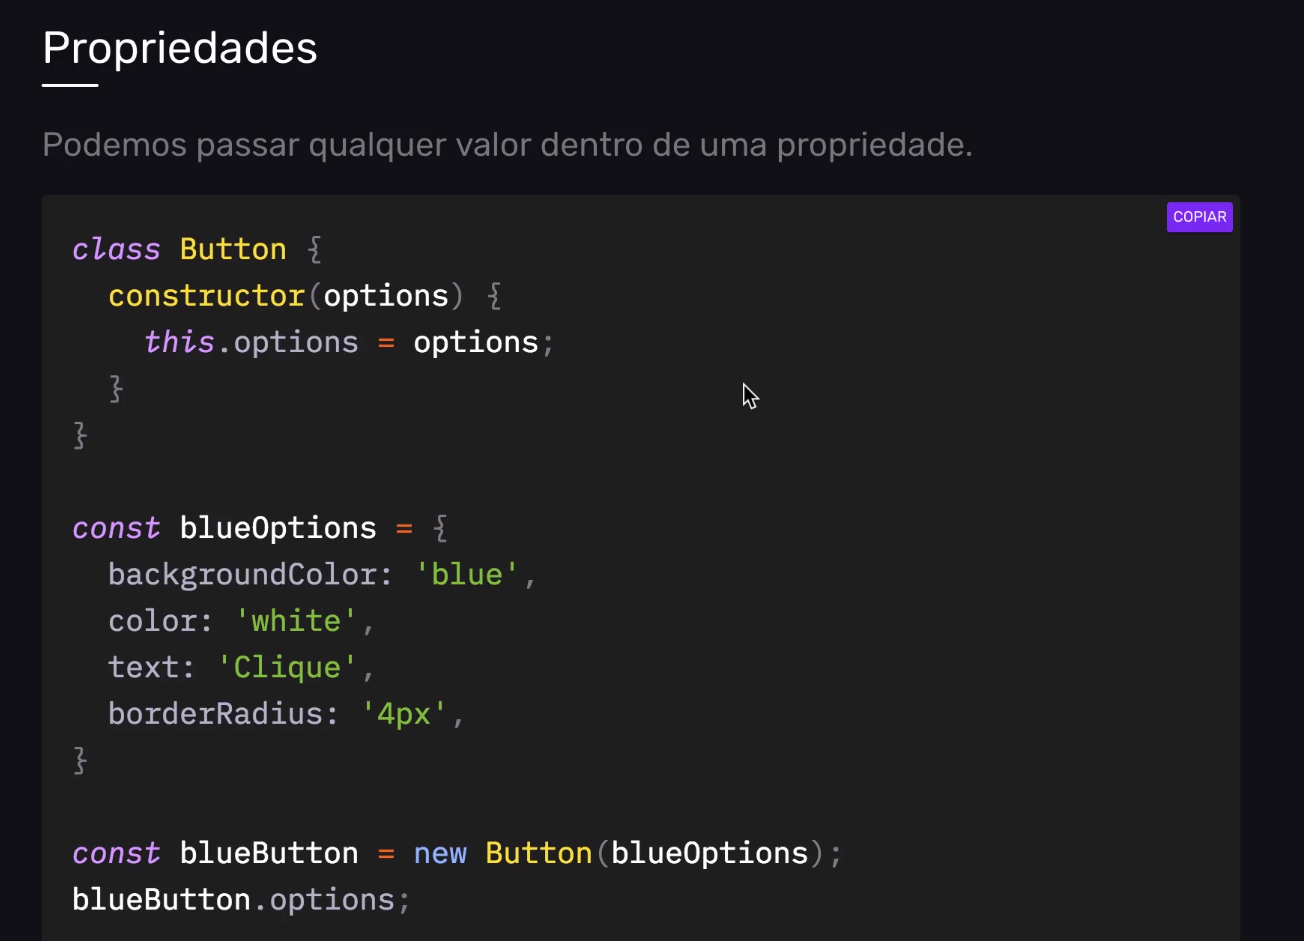 Propriedades
Podemos passar qualquer valor dentro de uma propriedade.
COPIAR
class Button {
  constructor(options) {
    this.options = options;
  }
}

const blueOptions = {
  backgroundColor: 'blue',
  color: 'white',
  text: 'Clique',
  borderRadius: '4px',
}

const blueButton = new Button(blueOptions);
blueButton.options;